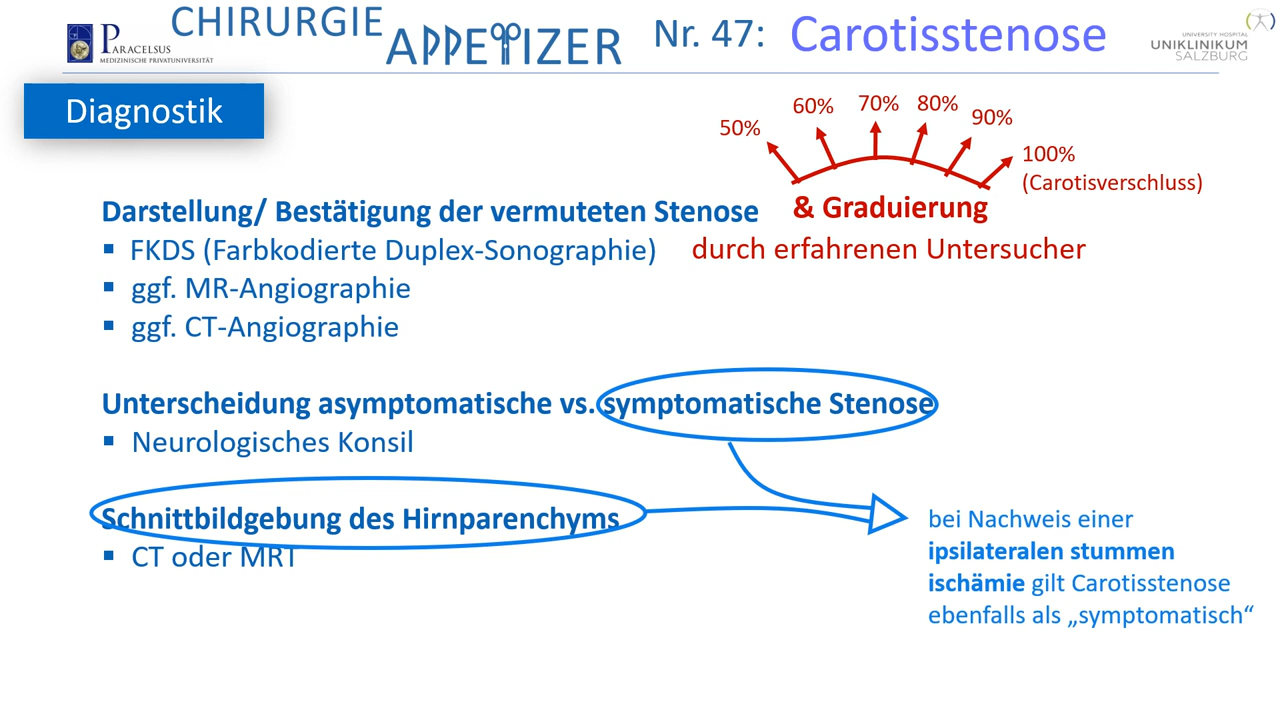 CHIRURGIE
APPETIZER
Nr. 47:
Carotisstenose
PARACELSUS
MEDIZINISCHE PRIVATUNIVERSITÄT
UNIVERSITY HOSPITAL
UNIKLINIKUM
SALZBURG
Diagnostik
50%
60%
70%
80%
90%
100%
(Carotisverschluss)
Darstellung/ Bestätigung der vermuteten Stenose & Graduierung
▪ FKDS (Farbkodierte Duplex-Sonographie) durch erfahrenen Untersucher
▪ ggf. MR-Angiographie
▪ ggf. CT-Angiographie
Unterscheidung asymptomatische vs. symptomatische Stenose
▪ Neurologisches Konsil
Schnittbildgebung des Hirnparenchyms
▪ CT oder MRT
bei Nachweis einer
ipsilateralen stummen
ischämie gilt Carotisstenose
ebenfalls als „symptomatisch“